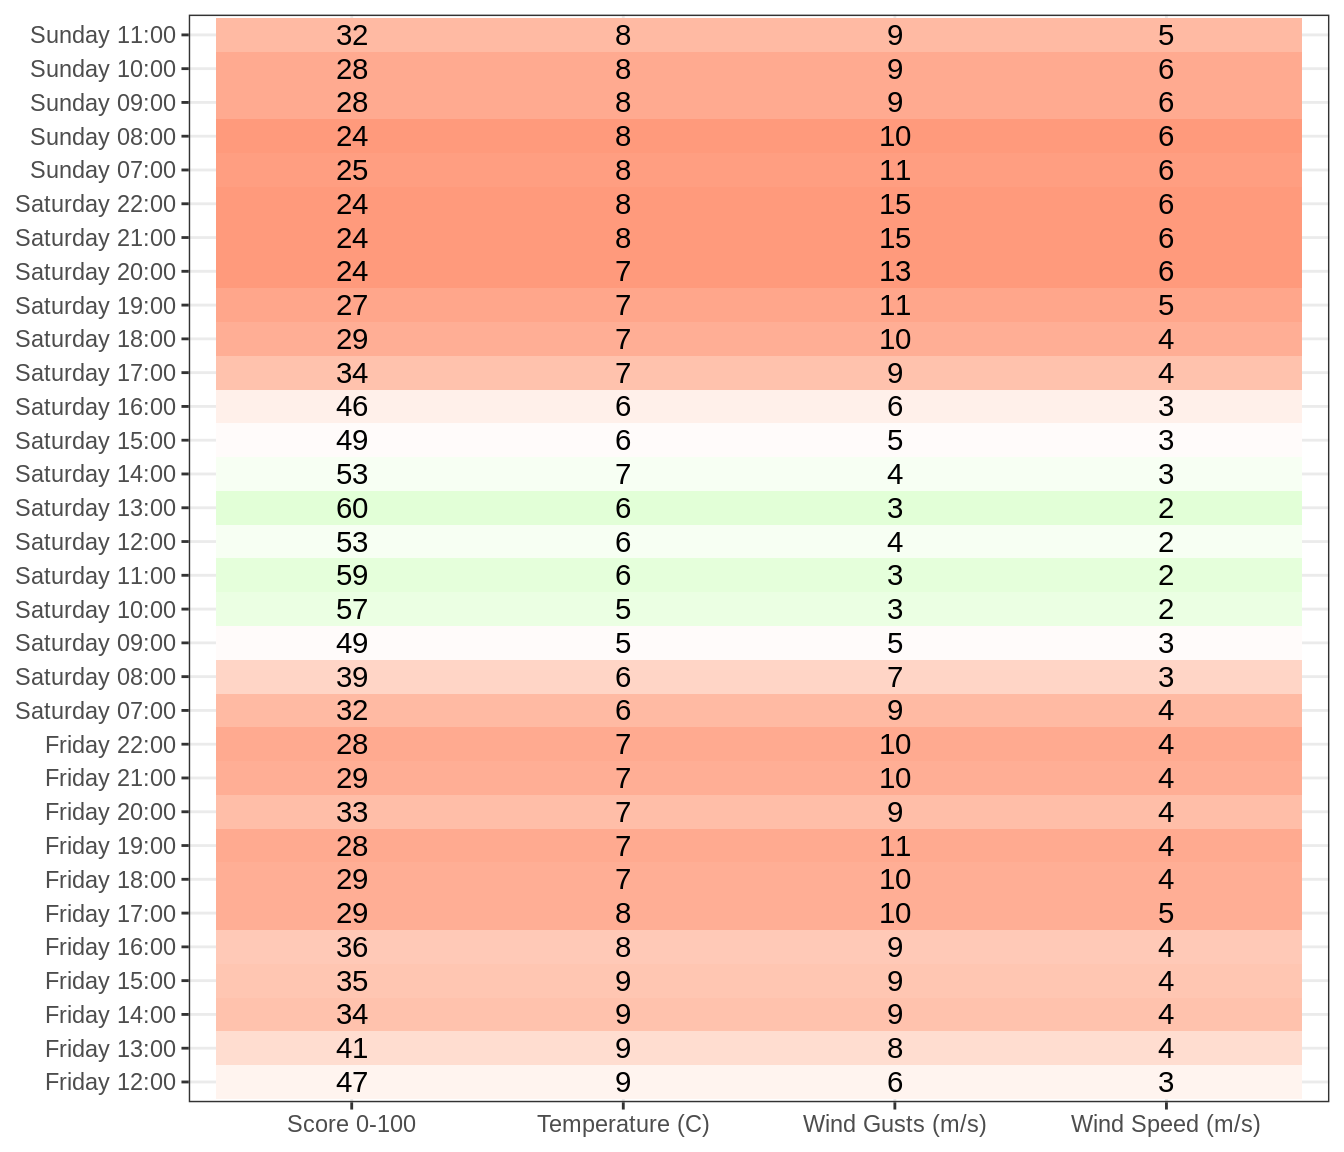 Sunday 11:00 32 8 9 5
Sunday 10:00 28 8 9 6
Sunday 09:00 28 8 9 6
Sunday 08:00 24 8 10 6
Sunday 07:00 25 8 11 6
Saturday 22:00 24 8 15 6
Saturday 21:00 24 8 15 6
Saturday 20:00 24 7 13 6
Saturday 19:00 27 7 11 5
Saturday 18:00 29 7 10 4
Saturday 17:00 34 7 9 4
Saturday 16:00 46 6 6 3
Saturday 15:00 49 6 5 3
Saturday 14:00 53 7 4 3
Saturday 13:00 60 6 3 2
Saturday 12:00 53 6 4 2
Saturday 11:00 59 6 3 2
Saturday 10:00 57 5 3 2
Saturday 09:00 49 5 5 3
Saturday 08:00 39 6 7 3
Saturday 07:00 32 6 9 4
Friday 22:00 28 7 10 4
Friday 21:00 29 7 10 4
Friday 20:00 33 7 9 4
Friday 19:00 28 7 11 4
Friday 18:00 29 7 10 4
Friday 17:00 29 8 10 5
Friday 16:00 36 8 9 4
Friday 15:00 35 9 9 4
Friday 14:00 34 9 9 4
Friday 13:00 41 9 8 4
Friday 12:00 47 9 6 3
Score 0-100 Temperature (C) Wind Gusts (m/s) Wind Speed (m/s)